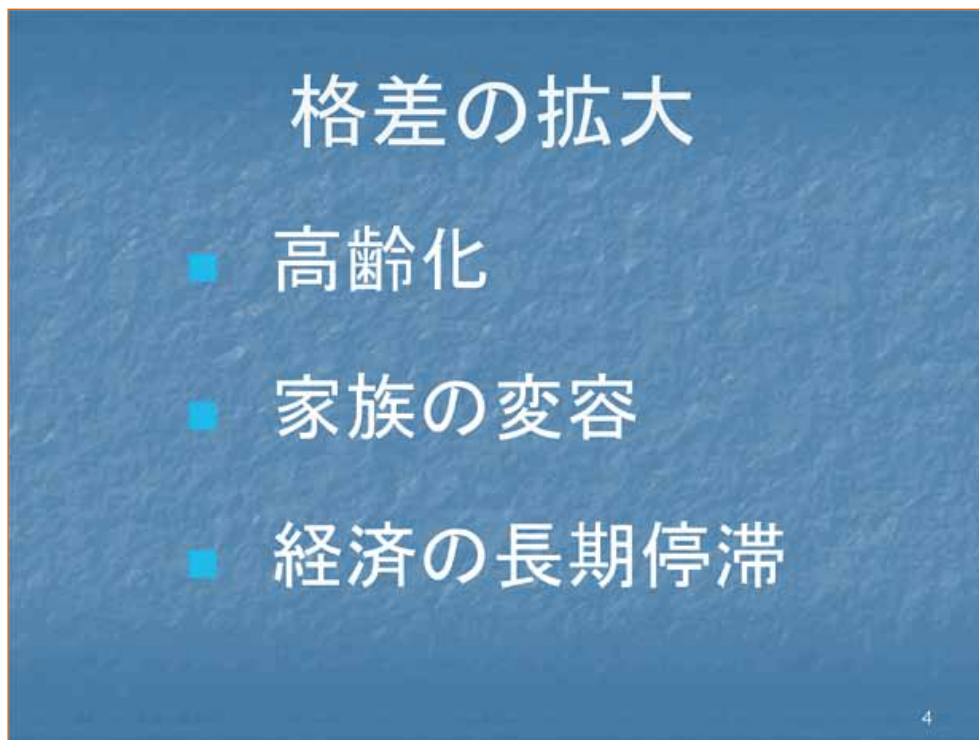 格差の拡大
高齢化
家族の変容
経済の長期停滞
4